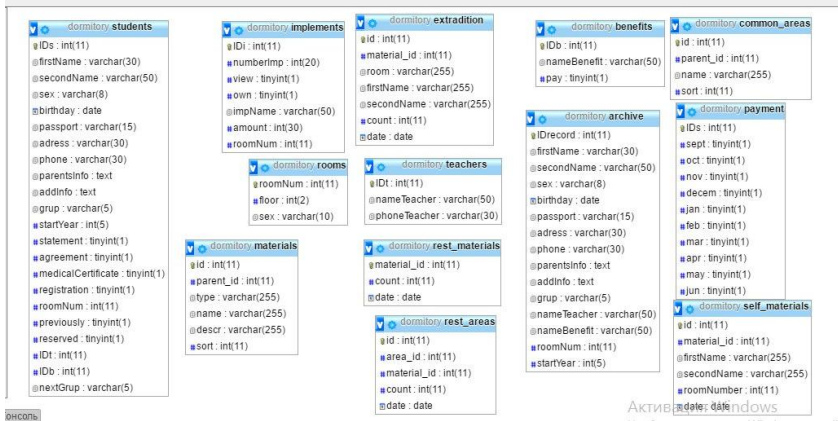 dormitory students
IDs : int(11)
firstName : varchar(30)
secondName : varchar(50)
sex : varchar(8)
birthday : date
passport : varchar(15)
adress : varchar(30)
phone : varchar(30)
parentsInfo : text
addInfo : text
grup : varchar(5)
startYear : int(5)
statement : tinyint(1)
agreement : tinyint(1)
medicalCertificate : tinyint(1)
registration : tinyint(1)
roomNum : int(11)
previously : tinyint(1)
reserved : tinyint(1)
IDt : int(11)
IDb : int(11)
nextGrup : varchar(5)
dormitory implements
IDi : int(11)
numberImp : int(20)
view : tinyint(1)
own : tinyint(1)
impName : varchar(50)
amount : int(30)
roomNum : int(11)
dormitory extradition
id : int(11)
material_id : int(11)
room : varchar(255)
firstName : varchar(255)
secondName : varchar(255)
count : int(11)
date : date
dormitory benefits
IDb : int(11)
nameBenefit : varchar(50)
pay : tinyint(1)
dormitory common_areas
id : int(11)
parent_id : int(11)
name : varchar(255)
sort : int(11)
dormitory rooms
roomNum : int(11)
floor : int(2)
sex : varchar(10)
dormitory teachers
IDt : int(11)
nameTeacher : varchar(50)
phoneTeacher : varchar(30)
dormitory archive
IDrecord : int(11)
firstName : varchar(30)
secondName : varchar(50)
sex : varchar(8)
birthday : date
passport : varchar(15)
adress : varchar(30)
phone : varchar(30)
parentsInfo : text
addInfo : text
grup : varchar(5)
nameTeacher : varchar(50)
nameBenefit : varchar(50)
roomNum : int(11)
startYear : int(5)
dormitory payment
IDs : int(11)
sept : tinyint(1)
oct : tinyint(1)
nov : tinyint(1)
decem : tinyint(1)
jan : tinyint(1)
feb : tinyint(1)
mar : tinyint(1)
apr : tinyint(1)
may : tinyint(1)
jun : tinyint(1)
dormitory materials
id : int(11)
parent_id : int(11)
type : varchar(255)
name : varchar(255)
descr : varchar(255)
sort : int(11)
dormitory rest_materials
material_id : int(11)
count : int(11)
date : date
dormitory rest_areas
id : int(11)
area_id : int(11)
material_id : int(11)
count : int(11)
date : date
dormitory self_materials
id : int(11)
material_id : int(11)
firstName : varchar(255)
secondName : varchar(255)
roomNumber : int(11)
date : date
Windows
онсоль